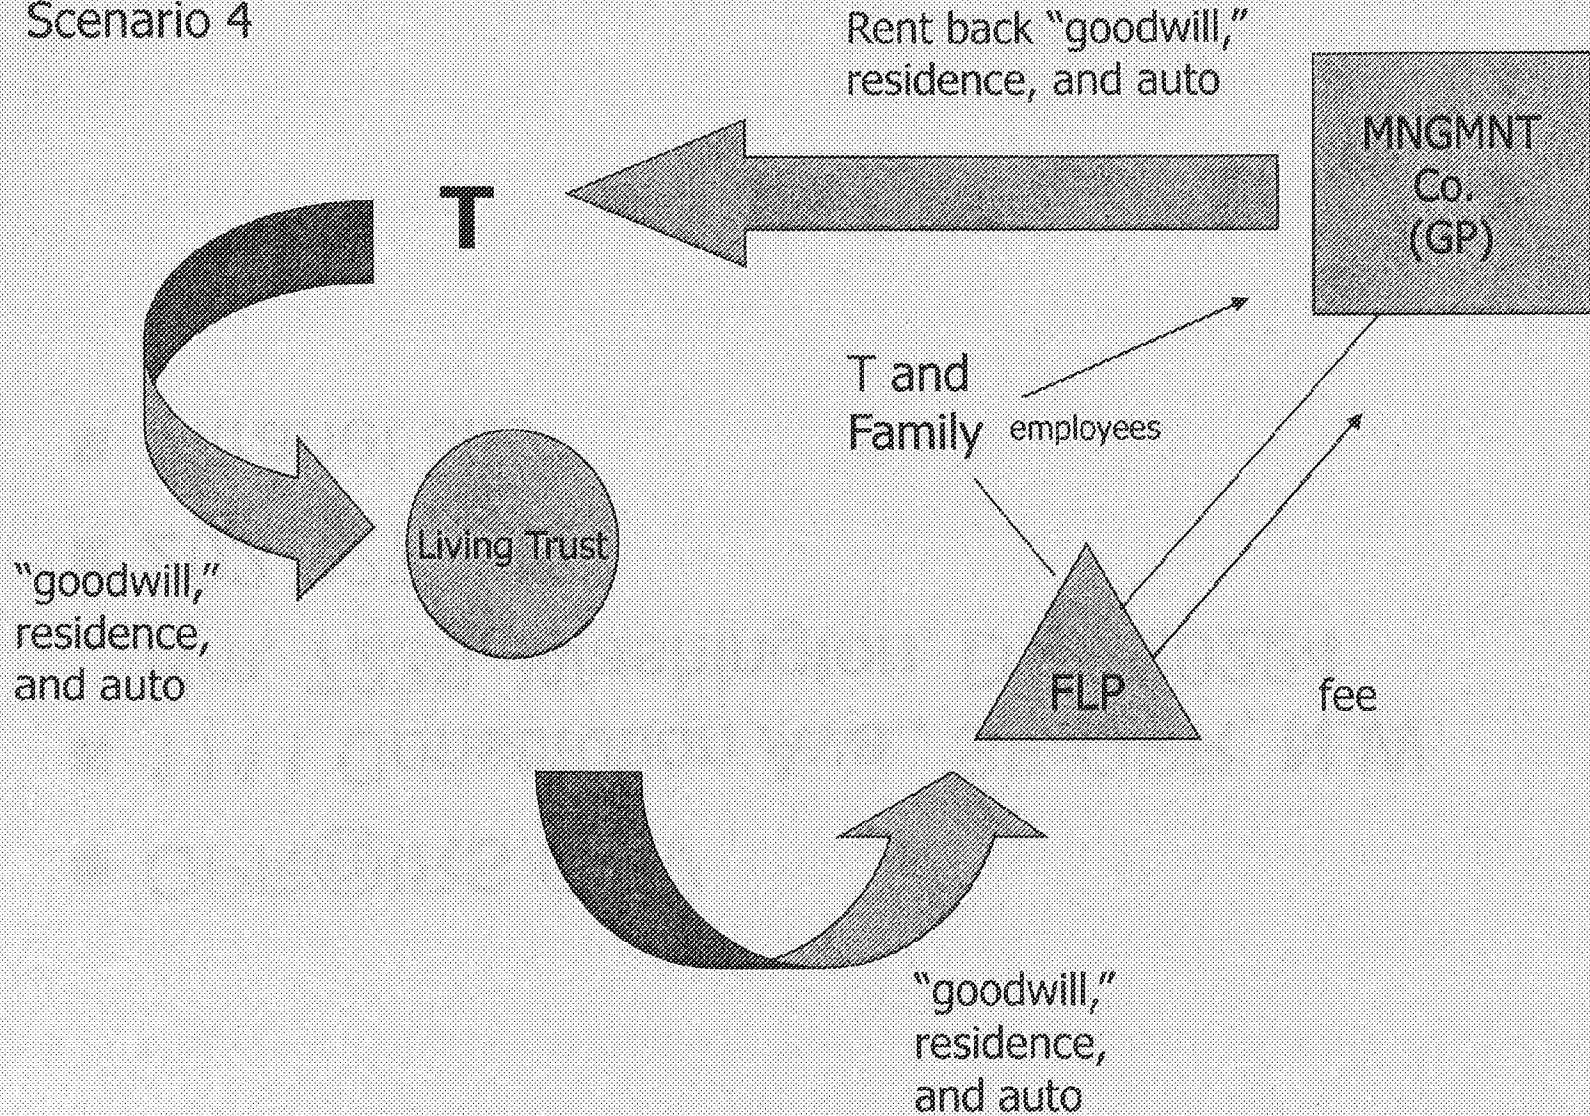 Scenario 4
Rent back “goodwill,”
residence, and auto
MNGMNT
Co.
(GP)
T
T and
Family employees
Living Trust
“goodwill,”
residence,
and auto
FLP
fee
“goodwill,”
residence,
and auto